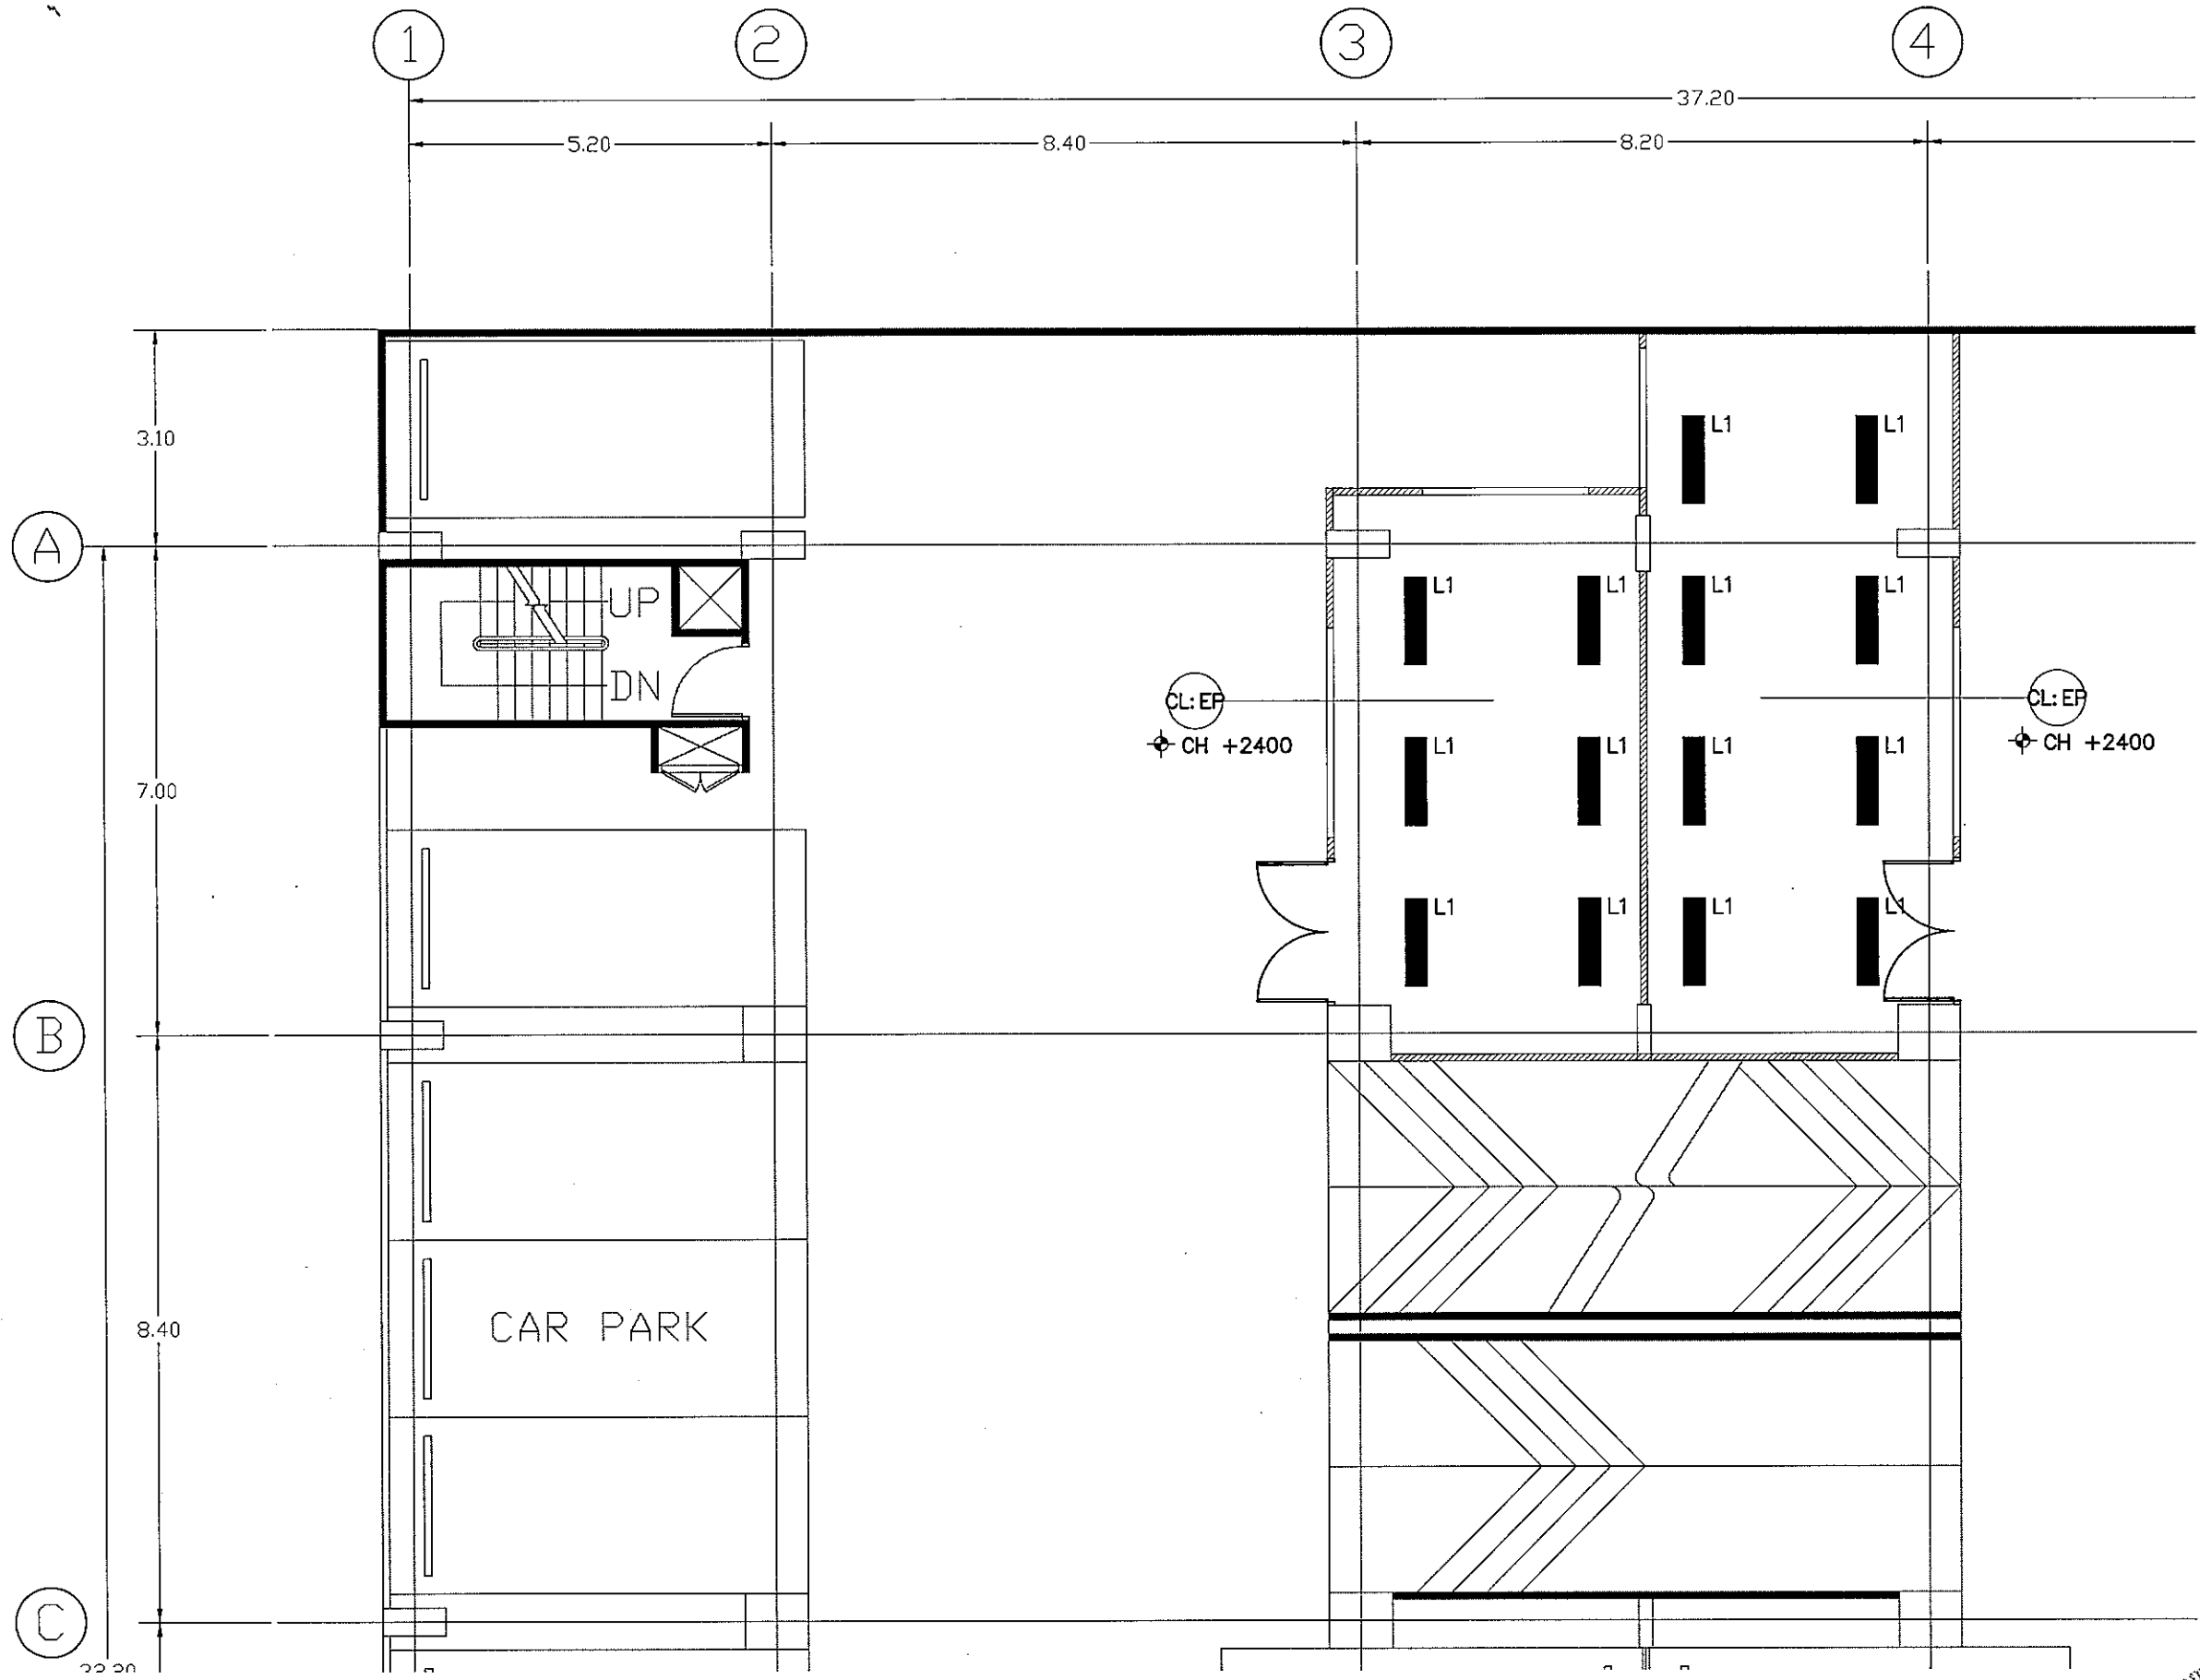 1 2 3 4
37.20
5.20 8.40 8.20
3.10
L1 L1
A
L1 L1 L1 L1
UP
DN
CL:EP CL:EP
CH +2400 CH +2400
L1 L1 L1 L1
7.00
L1 L1 L1 L1
B
8.40
CAR PARK
C